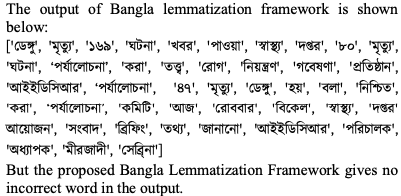 The output of Bangla lemmatization framework is shown
below:
['ডেঙ্গু', 'মৃত্যু', '১৬৯', 'ঘটনা', 'খবর', 'পাওয়া', 'স্বাস্থ্য', 'দপ্তর', '৮০', 'মৃত্যু',
'ঘটনা', 'পর্যালোচনা', 'করা', 'তত্ত্ব', 'রোগ', 'নিয়ন্ত্রণ', 'গবেষণা', 'প্রতিষ্ঠান',
'আইইডিসিআর', 'পর্যালোচনা', '৪৭', 'মৃত্যু', 'ডেঙ্গু', 'হয়', 'বলা', 'নিশ্চিত',
'করা', 'পর্যালোচনা', 'কমিটি', 'আজ', 'রোববার', 'বিকেল', 'স্বাস্থ্য', 'দপ্তর'
আয়োজন', 'সংবাদ', 'ব্রিফিং', 'তথ্য', 'জানানো', 'আইইডিসিআর', 'পরিচালক',
'অধ্যাপক', 'মীরজাদী', 'সেব্রিনা']
But the proposed Bangla Lemmatization Framework gives no
incorrect word in the output.